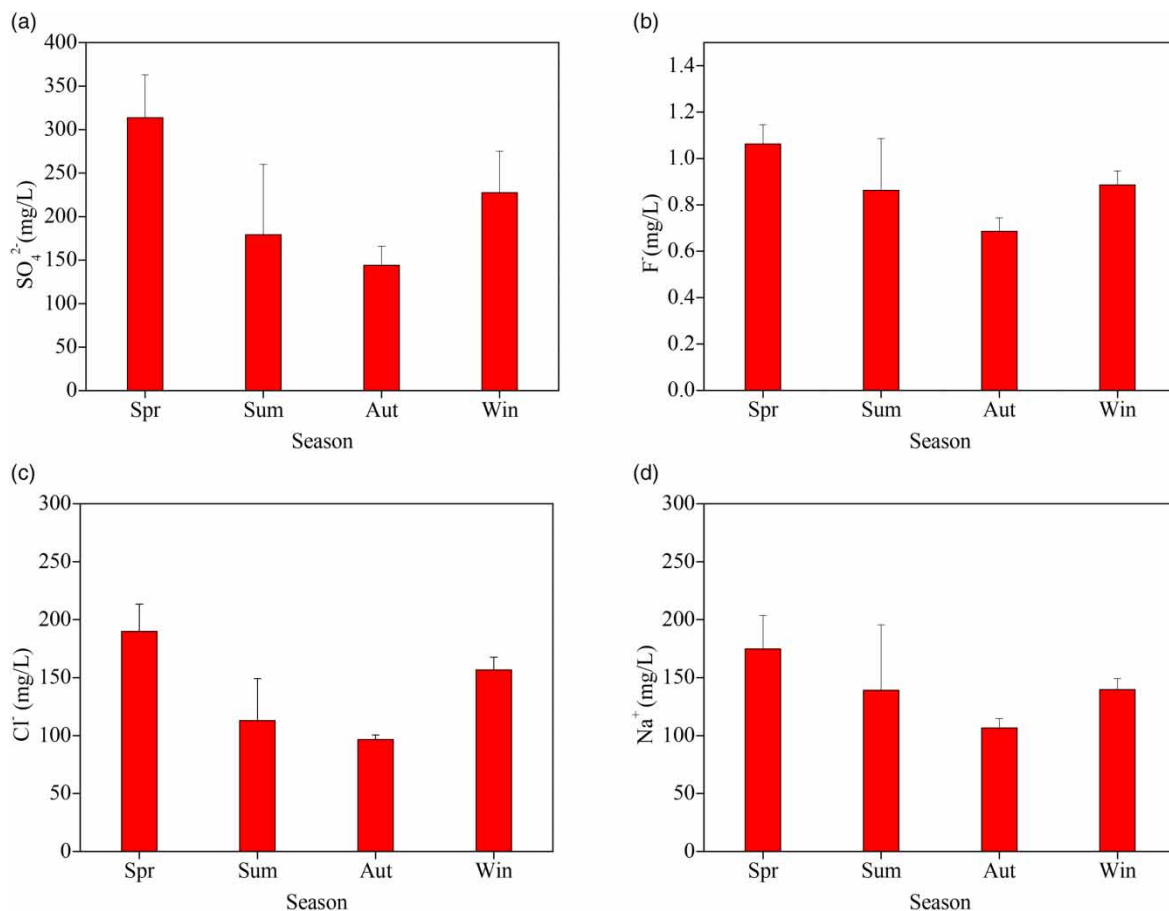 (a)
400
350
300
250
200
150
100
50
0
SO₄²⁻(mg/L)
Spr Sum Aut Win
Season
(b)
1.4
1.2
1.0
0.8
0.6
0.4
0.2
0.0
F⁻(mg/L)
Spr Sum Aut Win
Season
(c)
300
250
200
150
100
50
0
Cl⁻ (mg/L)
Spr Sum Aut Win
Season
(d)
300
250
200
150
100
50
0
Na⁺ (mg/L)
Spr Sum Aut Win
Season